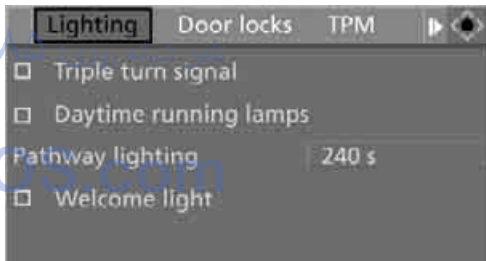 Lighting Door locks TPM
Triple turn signal
Daytime running lamps
Pathway lighting 240 s
Welcome light